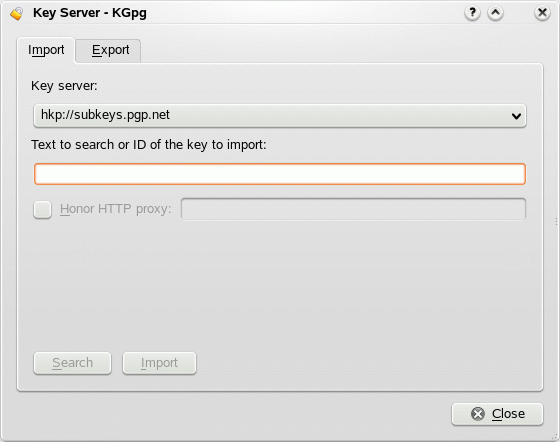 Key Server - KGpg
Import Export
Key server:
hkp://subkeys.pgp.net
Text to search or ID of the key to import:
Honor HTTP proxy:
Search Import
Close